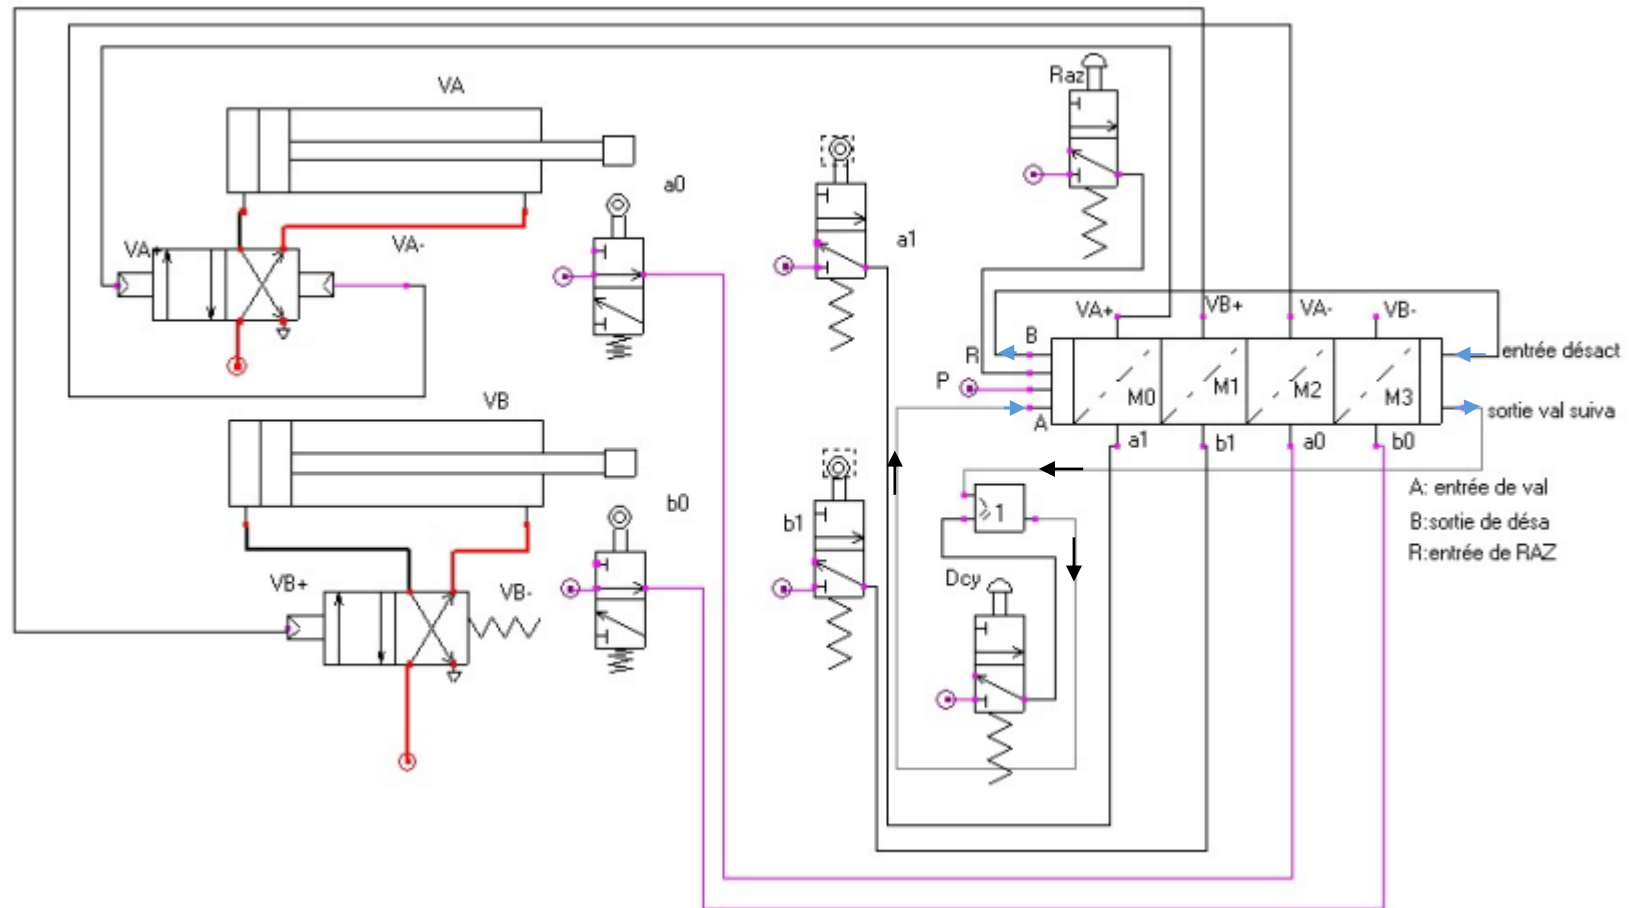 VA
Raz
a0
a1
VA+
VA-
VA+
VB+
VA-
VB-
B
R
entrée désact
P
M0
M1
M2
M3
A
sortie val suiva
a1
b1
a0
b0
VB
b0
b1
≥1
A: entrée de val
B:sortie de désa
R:entrée de RAZ
VB+
VB-
Dcy